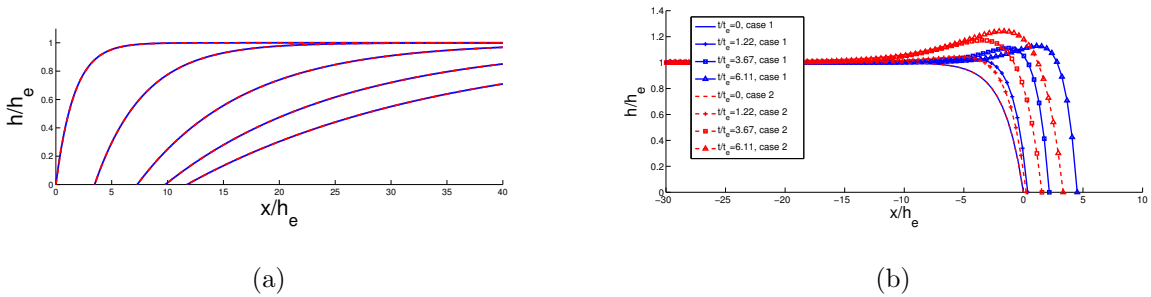 h/h_e
1
0.8
0.6
0.4
0.2
0
0 5 10 15 20 25 30 35 40
x/h_e
(a)
h/h_e
1.4
1.2
1
0.8
0.6
0.4
0.2
0
t/t_e=0, case 1
t/t_e=1.22, case 1
t/t_e=3.67, case 1
t/t_e=6.11, case 1
t/t_e=0, case 2
t/t_e=1.22, case 2
t/t_e=3.67, case 2
t/t_e=6.11, case 2
−30 −25 −20 −15 −10 −5 0 5 10
x/h_e
(b)